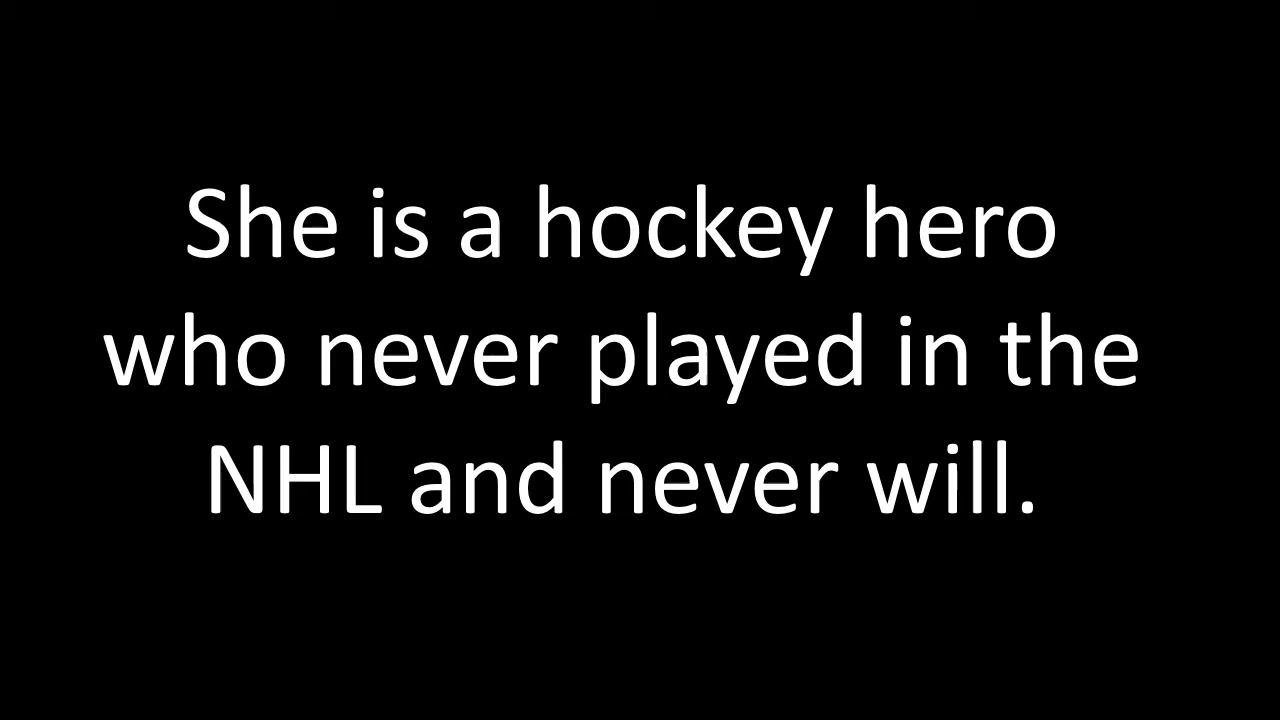 She is a hockey hero
who never played in the
NHL and never will.